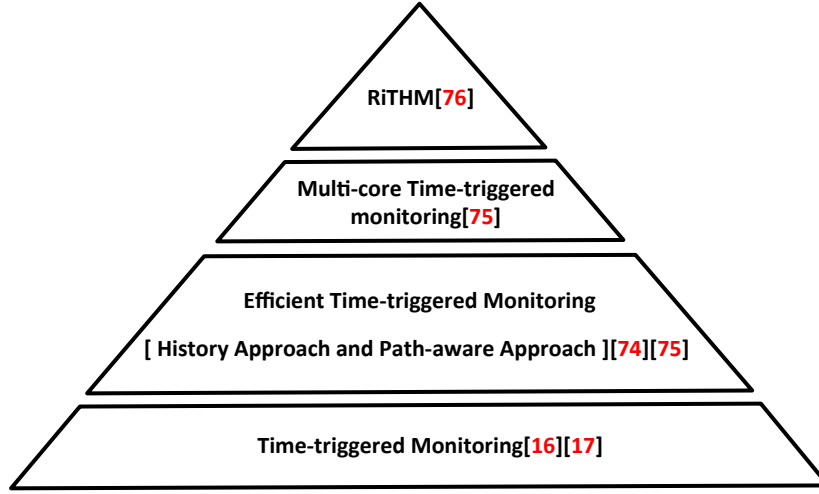 RiTHM[76]
Multi-core Time-triggered
monitoring[75]
Efficient Time-triggered Monitoring
[ History Approach and Path-aware Approach ][74][75]
Time-triggered Monitoring[16][17]